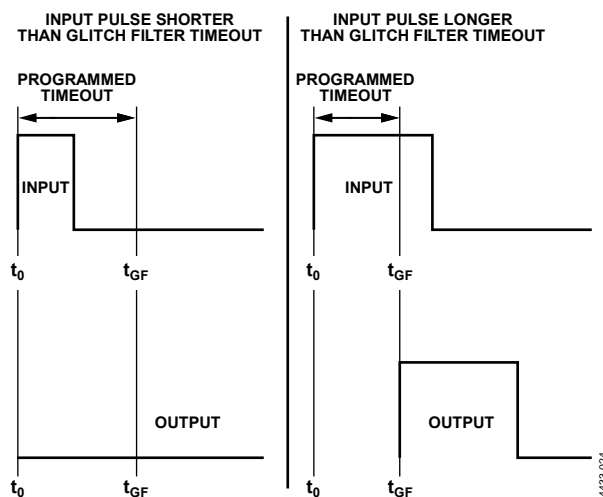 INPUT PULSE SHORTER
THAN GLITCH FILTER TIMEOUT
PROGRAMMED
TIMEOUT
INPUT
t0
tGF
OUTPUT
t0
tGF
INPUT PULSE LONGER
THAN GLITCH FILTER TIMEOUT
PROGRAMMED
TIMEOUT
INPUT
t0
tGF
OUTPUT
t0
tGF